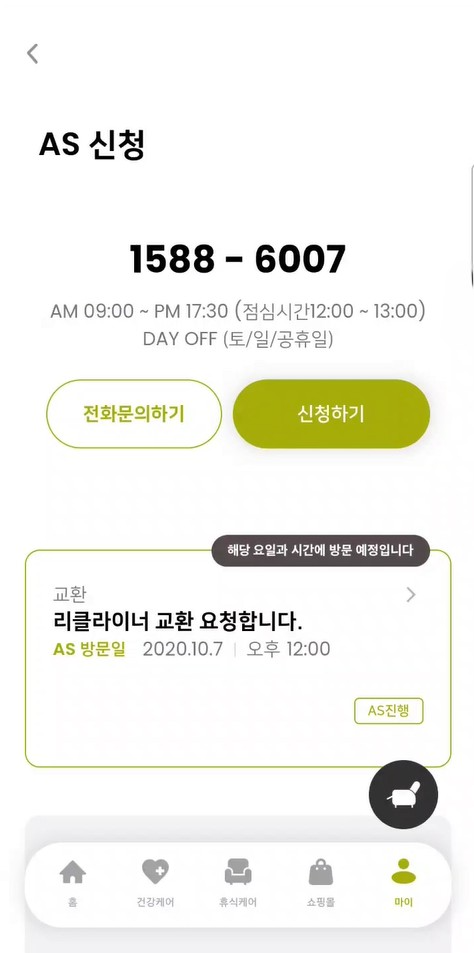 AS 신청
1588 - 6007
AM 09:00 ~ PM 17:30 (점심시간12:00 ~ 13:00)
DAY OFF (토/일/공휴일)
전화문의하기 신청하기
해당 요일과 시간에 방문 예정입니다
교환
리클라이너 교환 요청합니다.
AS 방문일 2020.10.7 | 오후 12:00
AS진행
홈 건강케어 휴식케어 쇼핑몰 마이